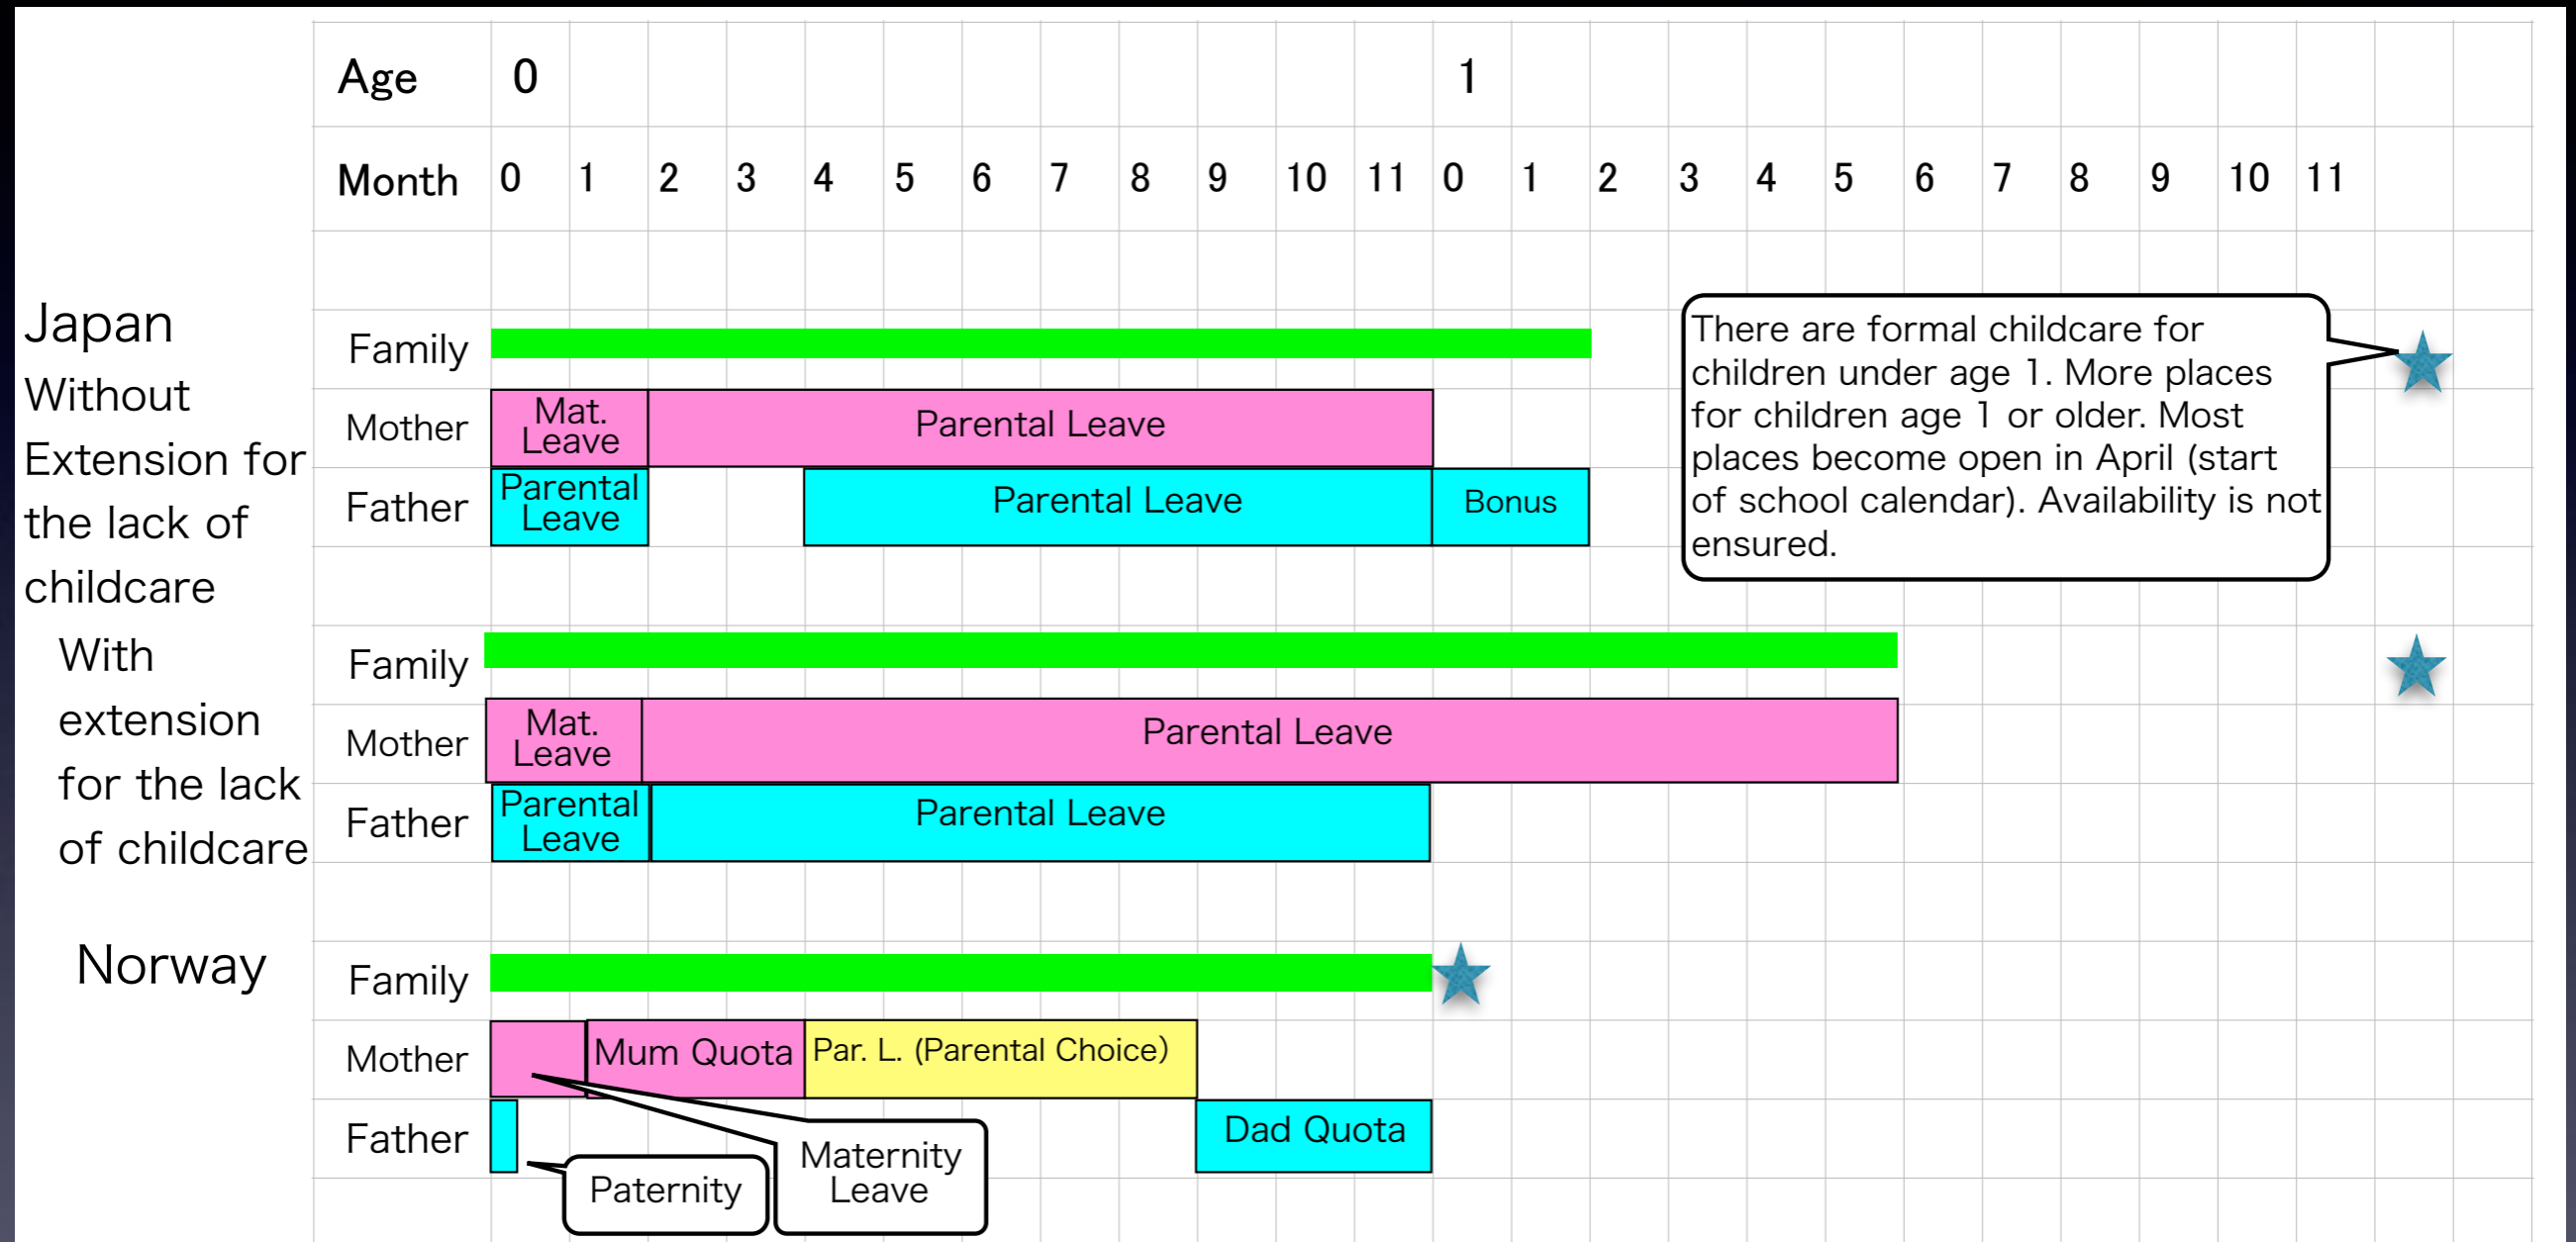 Age 0 1
Month 0 1 2 3 4 5 6 7 8 9 10 11 0 1 2 3 4 5 6 7 8 9 10 11
Japan
Without
Extension for
the lack of
childcare
Family
Mother
Mat.
Leave
Parental Leave
Father
Parental
Leave
Parental Leave
Bonus
There are formal childcare for
children under age 1. More places
for children age 1 or older. Most
places become open in April (start
of school calendar). Availability is not
ensured.
With
extension
for the lack
of childcare
Family
Mother
Mat.
Leave
Parental Leave
Father
Parental
Leave
Parental Leave
Norway
Family
Mother
Mum Quota
Par. L. (Parental Choice)
Father
Dad Quota
Paternity
Maternity
Leave